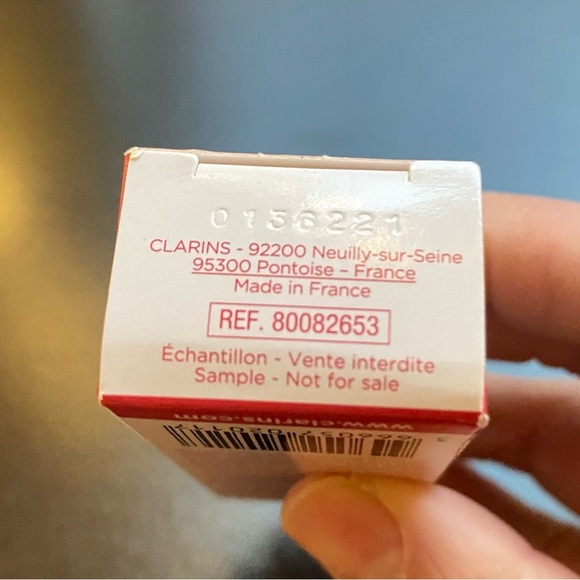 0136221
CLARINS - 92200 Neuilly-sur-Seine
95300 Pontoise – France
Made in France
REF. 80082653
Échantillon - Vente interdite
Sample - Not for sale
www.clarins.com